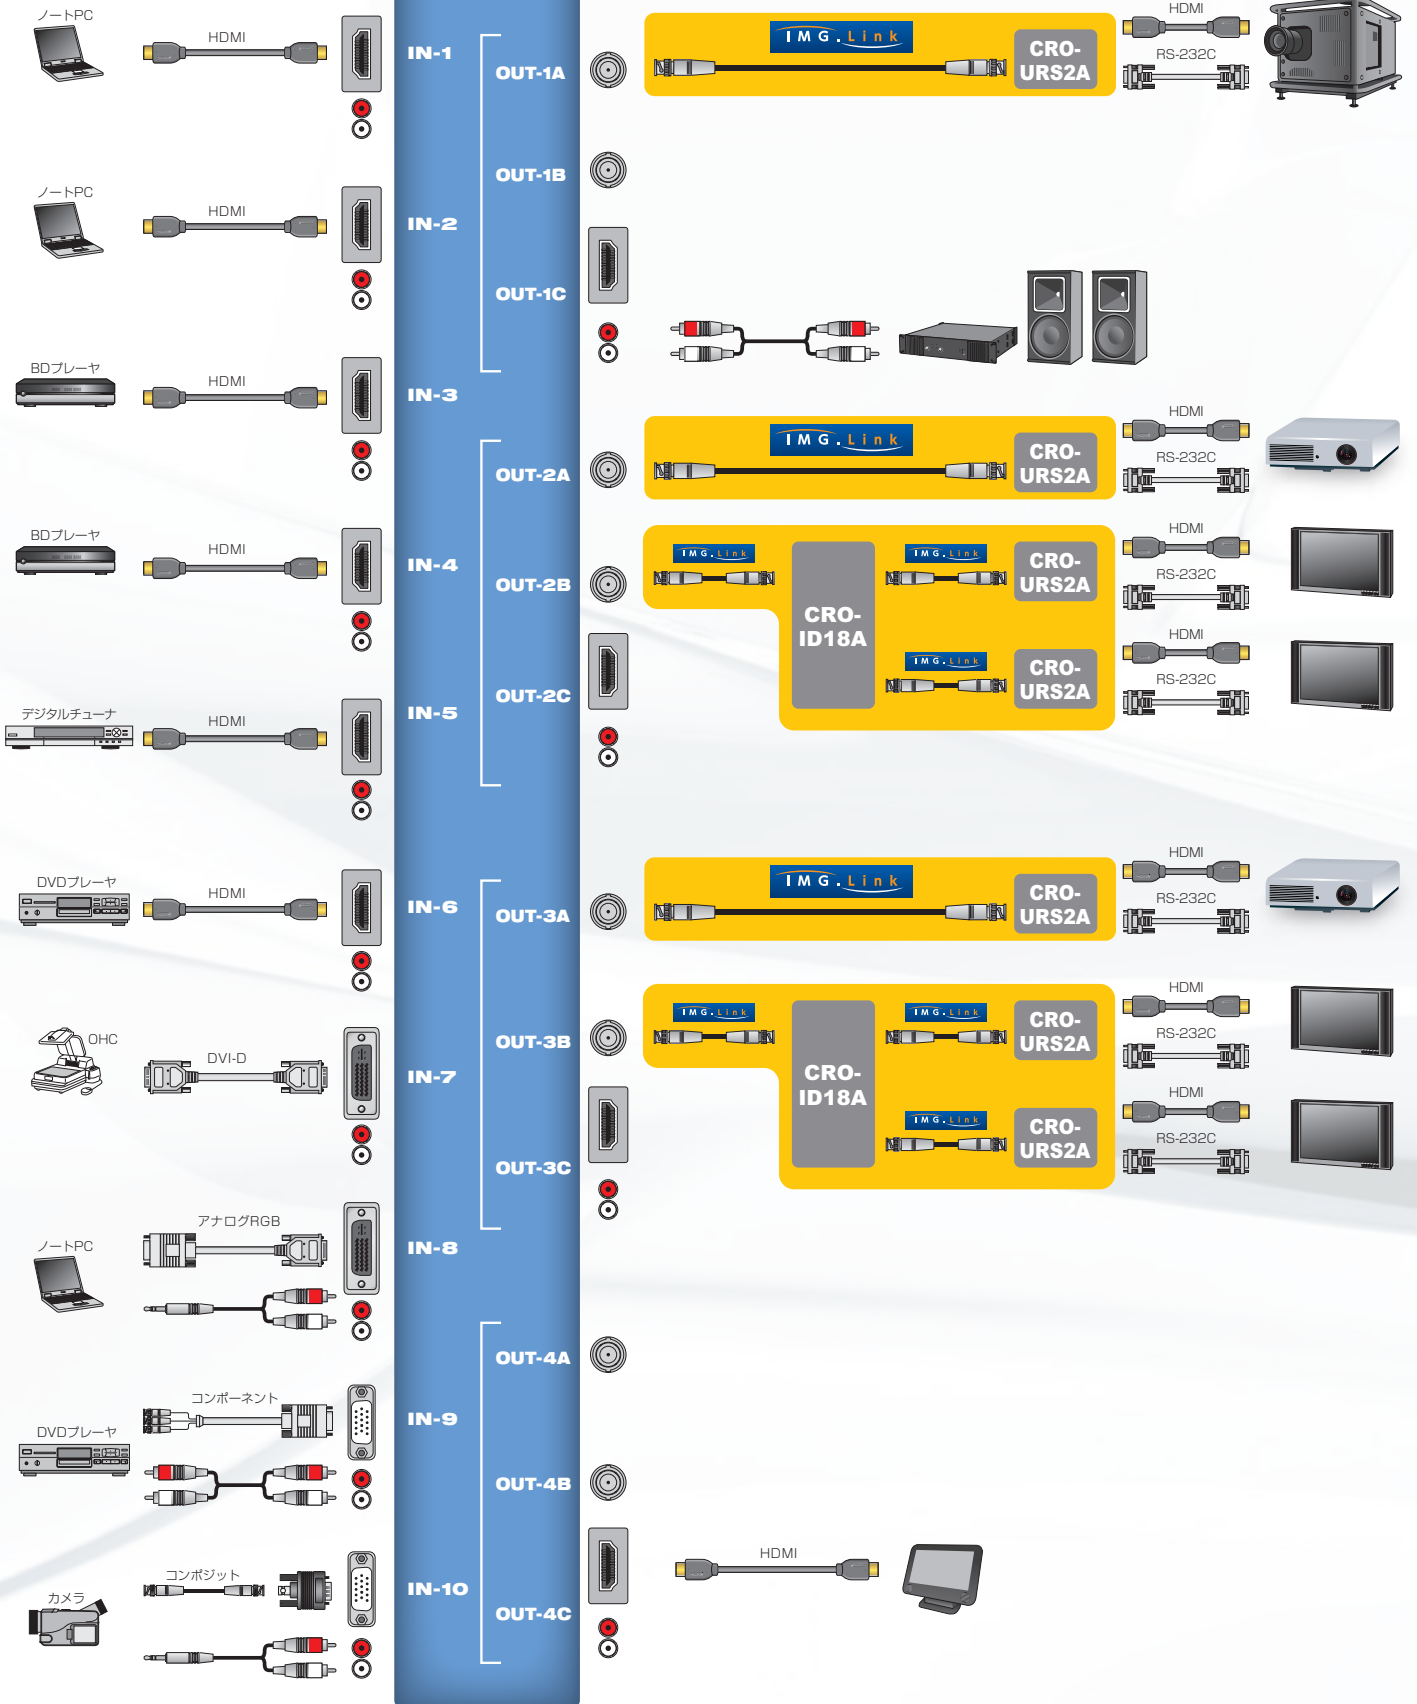 ノートPC
HDMI
IN-1
ノートPC
HDMI
IN-2
BDプレーヤ
HDMI
IN-3
BDプレーヤ
HDMI
IN-4
デジタルチューナ
HDMI
IN-5
DVDプレーヤ
HDMI
IN-6
OHC
DVI-D
IN-7
ノートPC
アナログRGB
IN-8
DVDプレーヤ
コンポーネント
IN-9
カメラ
コンポジット
IN-10
OUT-1A
IMG.Link
CRO-
URS2A
HDMI
RS-232C
OUT-1B
OUT-1C
OUT-2A
IMG.Link
CRO-
URS2A
HDMI
RS-232C
OUT-2B
IMG.Link
CRO-
ID18A
IMG.Link
CRO-
URS2A
HDMI
RS-232C
IMG.Link
CRO-
URS2A
HDMI
RS-232C
OUT-2C
OUT-3A
IMG.Link
CRO-
URS2A
HDMI
RS-232C
OUT-3B
IMG.Link
CRO-
ID18A
IMG.Link
CRO-
URS2A
HDMI
RS-232C
IMG.Link
CRO-
URS2A
HDMI
RS-232C
OUT-3C
OUT-4A
OUT-4B
OUT-4C
HDMI